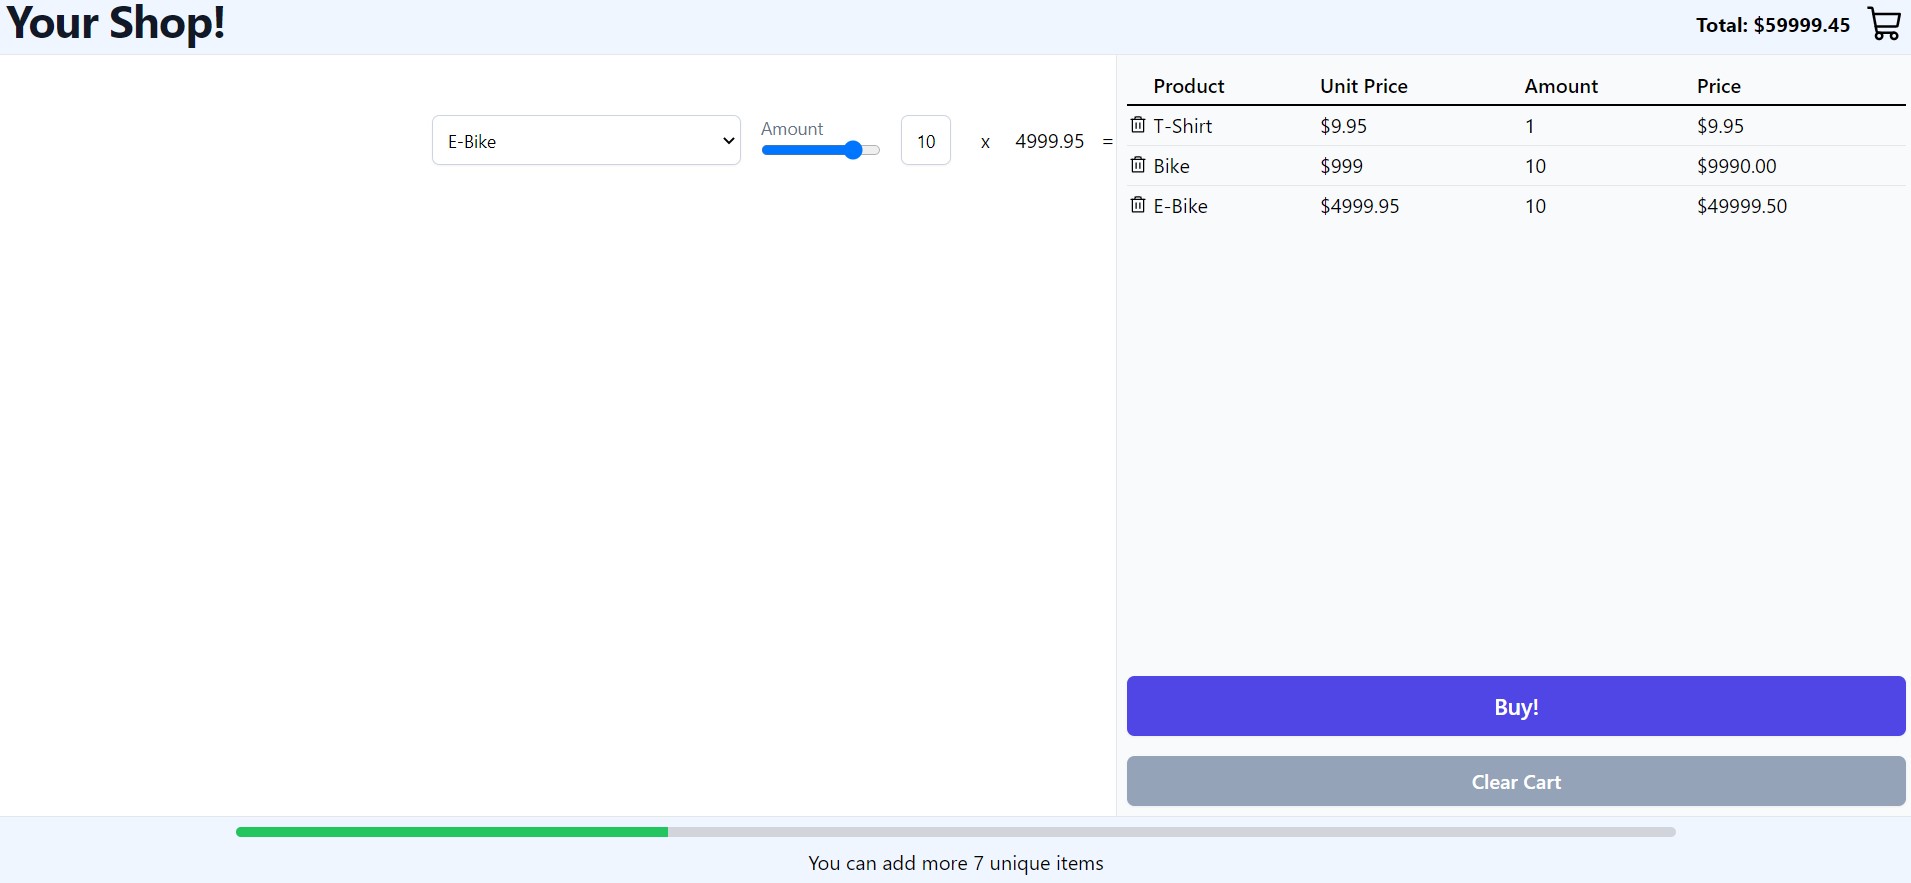 Your Shop!
Total: $59999.45
E-Bike
Amount
10 x 4999.95 =
Product Unit Price Amount Price
T-Shirt $9.95 1 $9.95
Bike $999 10 $9990.00
E-Bike $4999.95 10 $49999.50
Buy!
Clear Cart
You can add more 7 unique items